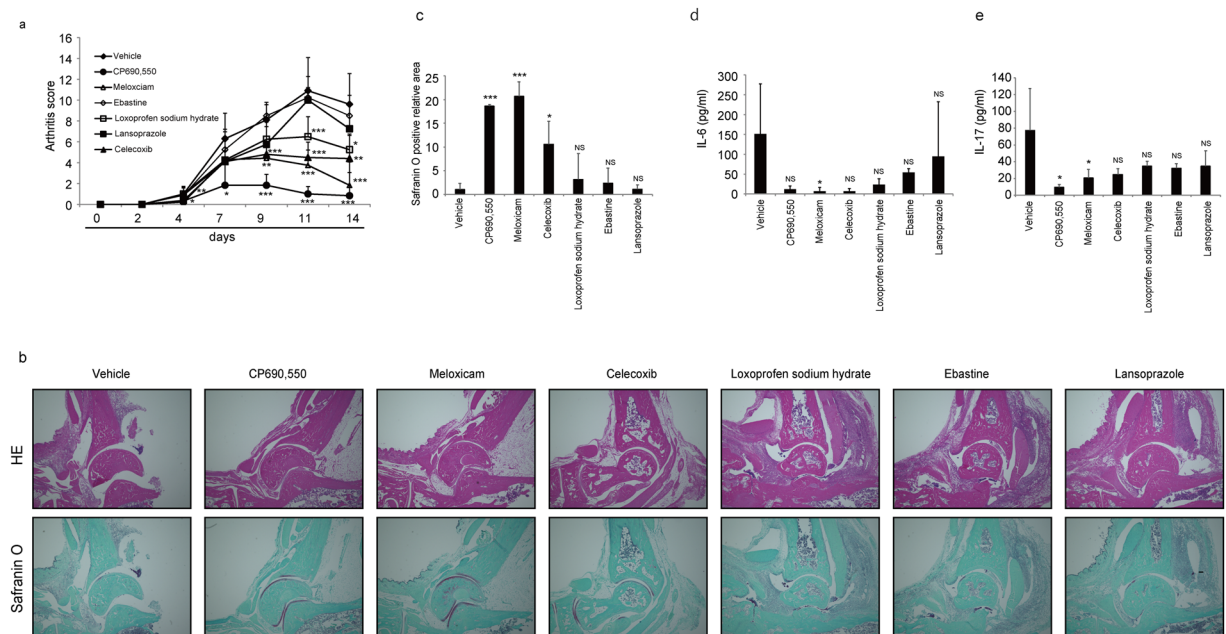 a
Arthritis score
16
14
12
10
8
6
4
2
0
Vehicle
CP690,550
Meloxciam
Ebastine
Loxoprofen sodium hydrate
Lansoprazole
Celecoxib
***
*
***
**
***
***
**
***
**
*
*
***
***
***
0 2 4 7 9 11 14
days
c
Safranin O positive relative area
25
20
15
10
5
0
*** *** * NS NS NS
Vehicle
CP690,550
Meloxicam
Celecoxib
Loxoprofen sodium hydrate
Ebastine
Lansoprazole
d
IL-6 (pg/ml)
300
250
200
150
100
50
0
NS * NS NS NS NS
Vehicle
CP690,550
Meloxicam
Celecoxib
Loxoprofen sodium hydrate
Ebastine
Lansoprazole
e
IL-17 (pg/ml)
140
120
100
80
60
40
20
0
* * NS NS NS NS
Vehicle
CP690,550
Meloxicam
Celecoxib
Loxoprofen sodium hydrate
Ebastine
Lansoprazole
b
Vehicle CP690,550 Meloxicam Celecoxib Loxoprofen sodium hydrate Ebastine Lansoprazole
HE
Safranin O